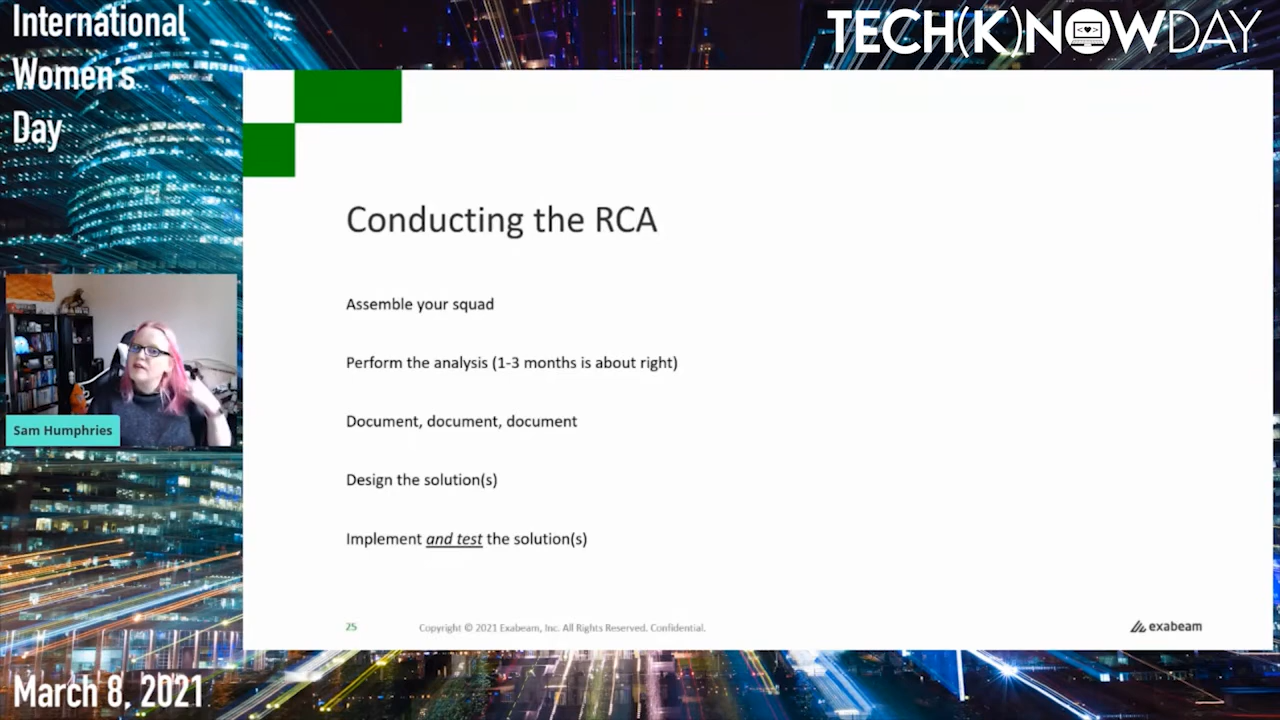 International
Women's
Day
TECH(K)NOWDAY
Conducting the RCA
Assemble your squad
Perform the analysis (1-3 months is about right)
Document, document, document
Design the solution(s)
Implement and test the solution(s)
Sam Humphries
25
Copyright © 2021 Exabeam, Inc. All Rights Reserved. Confidential.
exabeam
March 8, 2021